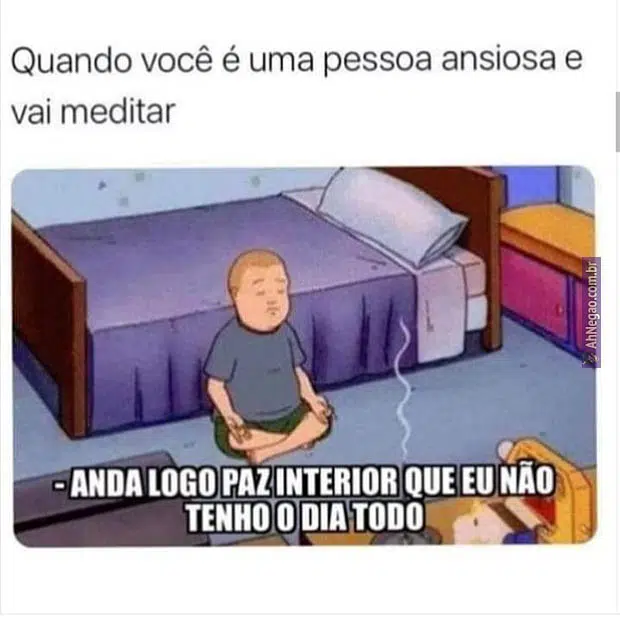 Quando você é uma pessoa ansiosa e
vai meditar
AhNegao.com.br
- ANDA LOGO PAZ INTERIOR QUE EU NÃO
TENHO O DIA TODO